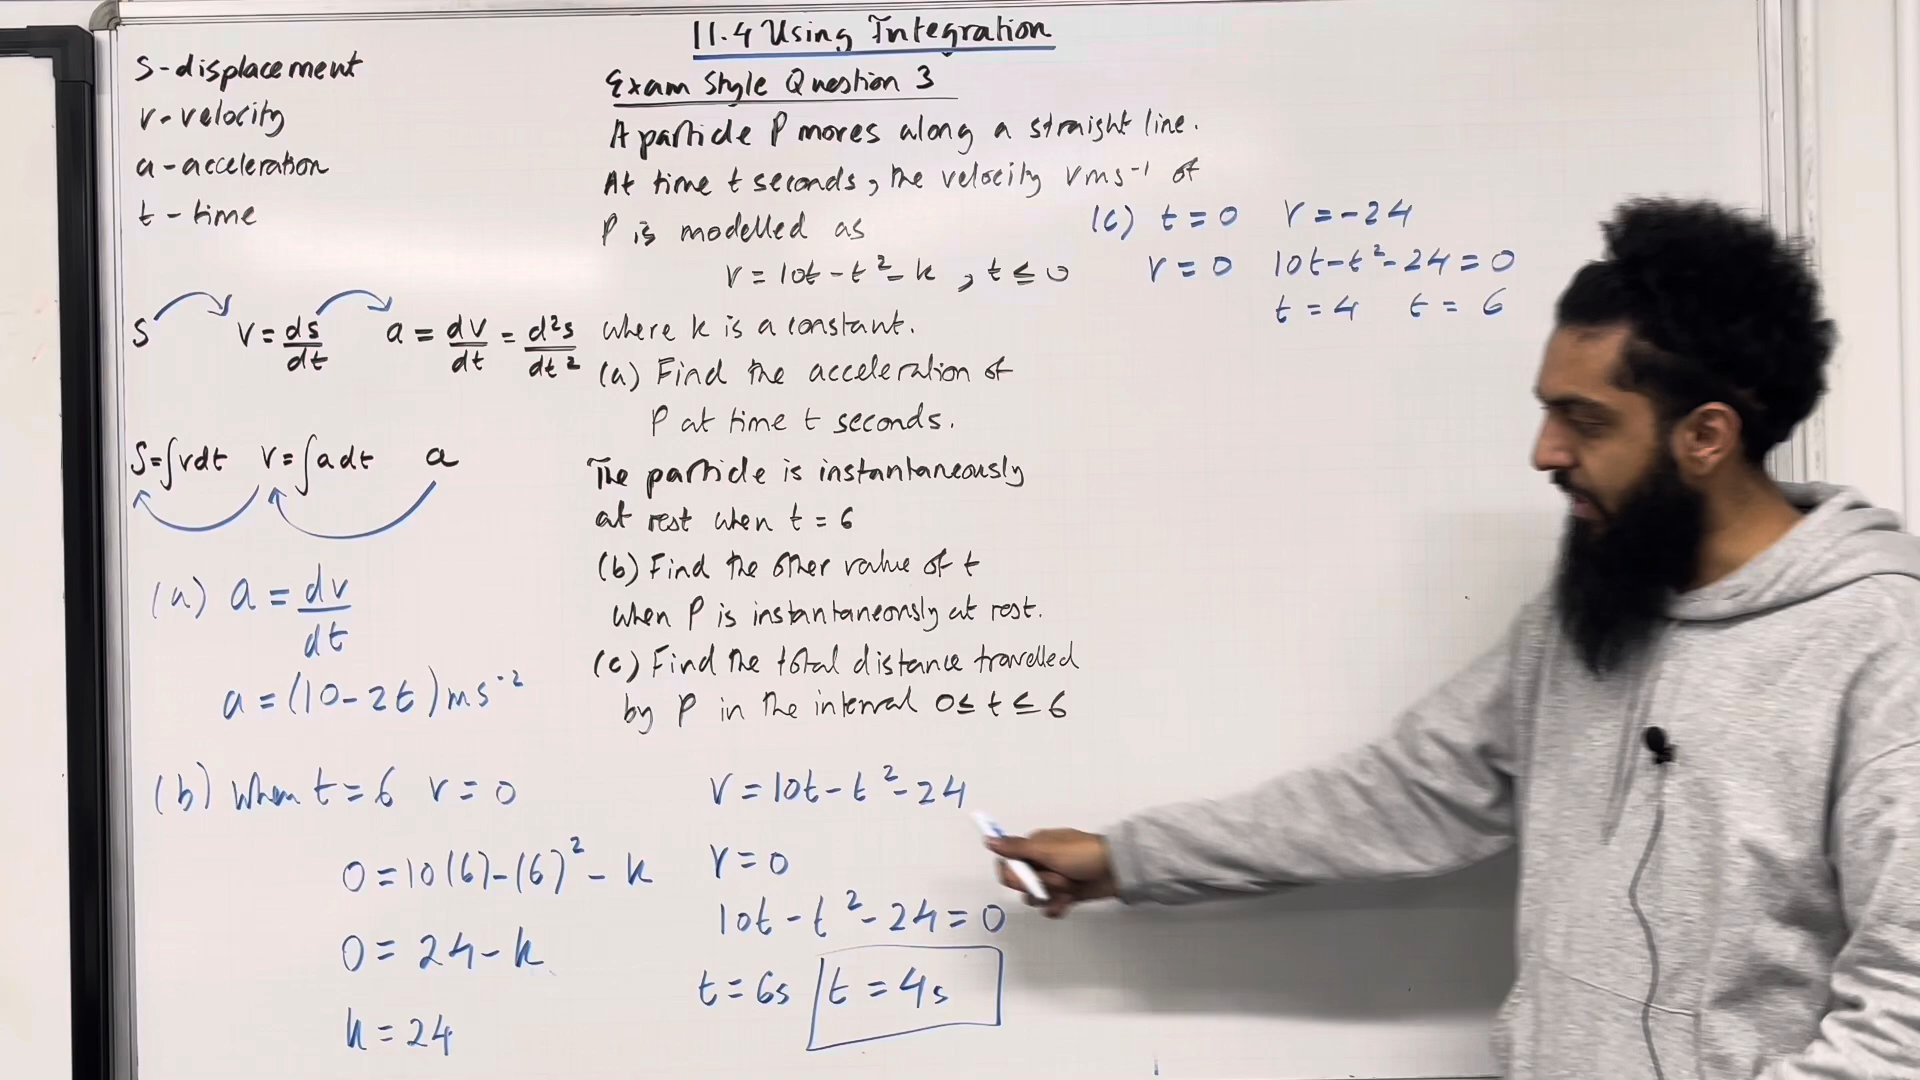 11.4 Using Integration
s - displacement
v - velocity
a - acceleration
t - time
S v = ds/dt a = dv/dt = d²s/dt²
S = ∫vdt v = ∫adt a
Exam Style Question 3
A particle P moves along a straight line.
At time t seconds, the velocity v ms⁻¹ of
P is modelled as
v = 10t - t² - k , t ≤ 0
where k is a constant.
(a) Find the acceleration of
P at time t seconds.
The particle is instantaneously
at rest when t = 6
(b) Find the other value of t
when P is instantaneously at rest.
(c) Find the total distance travelled
by P in the interval 0 ≤ t ≤ 6
(a) a = dv/dt
a = (10 - 2t) ms⁻²
(b) When t = 6 v = 0
0 = 10(6) - (6)² - k
0 = 24 - k
k = 24
v = 10t - t² - 24
v = 0
10t - t² - 24 = 0
t = 6s t = 4s
(c) t = 0 v = -24
v = 0 10t - t² - 24 = 0
t = 4 t = 6